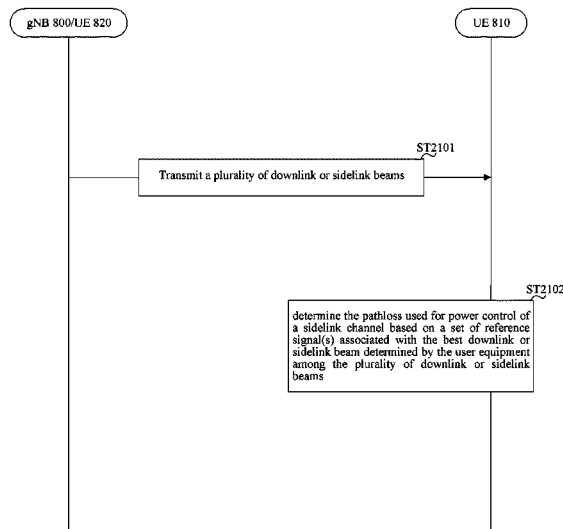 gNB 800/UE 820
UE 810
ST2101
Transmit a plurality of downlink or sidelink beams
ST2102
determine the pathloss used for power control of
a sidelink channel based on a set of reference
signal(s) associated with the best downlink or
sidelink beam determined by the user equipment
among the plurality of downlink or sidelink
beams